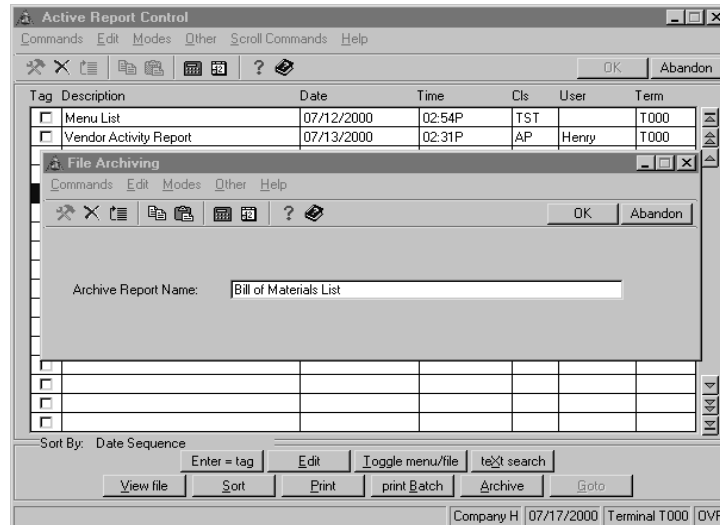 Active Report Control
Commands Edit Modes Other Scroll Commands Help
OK Abandon
Tag Description Date Time Cls User Term
Menu List 07/12/2000 02:54P TST T000
Vendor Activity Report 07/13/2000 02:31P AP Henry T000
File Archiving
Commands Edit Modes Other Help
OK Abandon
Archive Report Name: Bill of Materials List
Sort By: Date Sequence
Enter = tag Edit Toggle menu/file teXt search
View file Sort Print print Batch Archive Goto
Company H 07/17/2000 Terminal T000 OVR